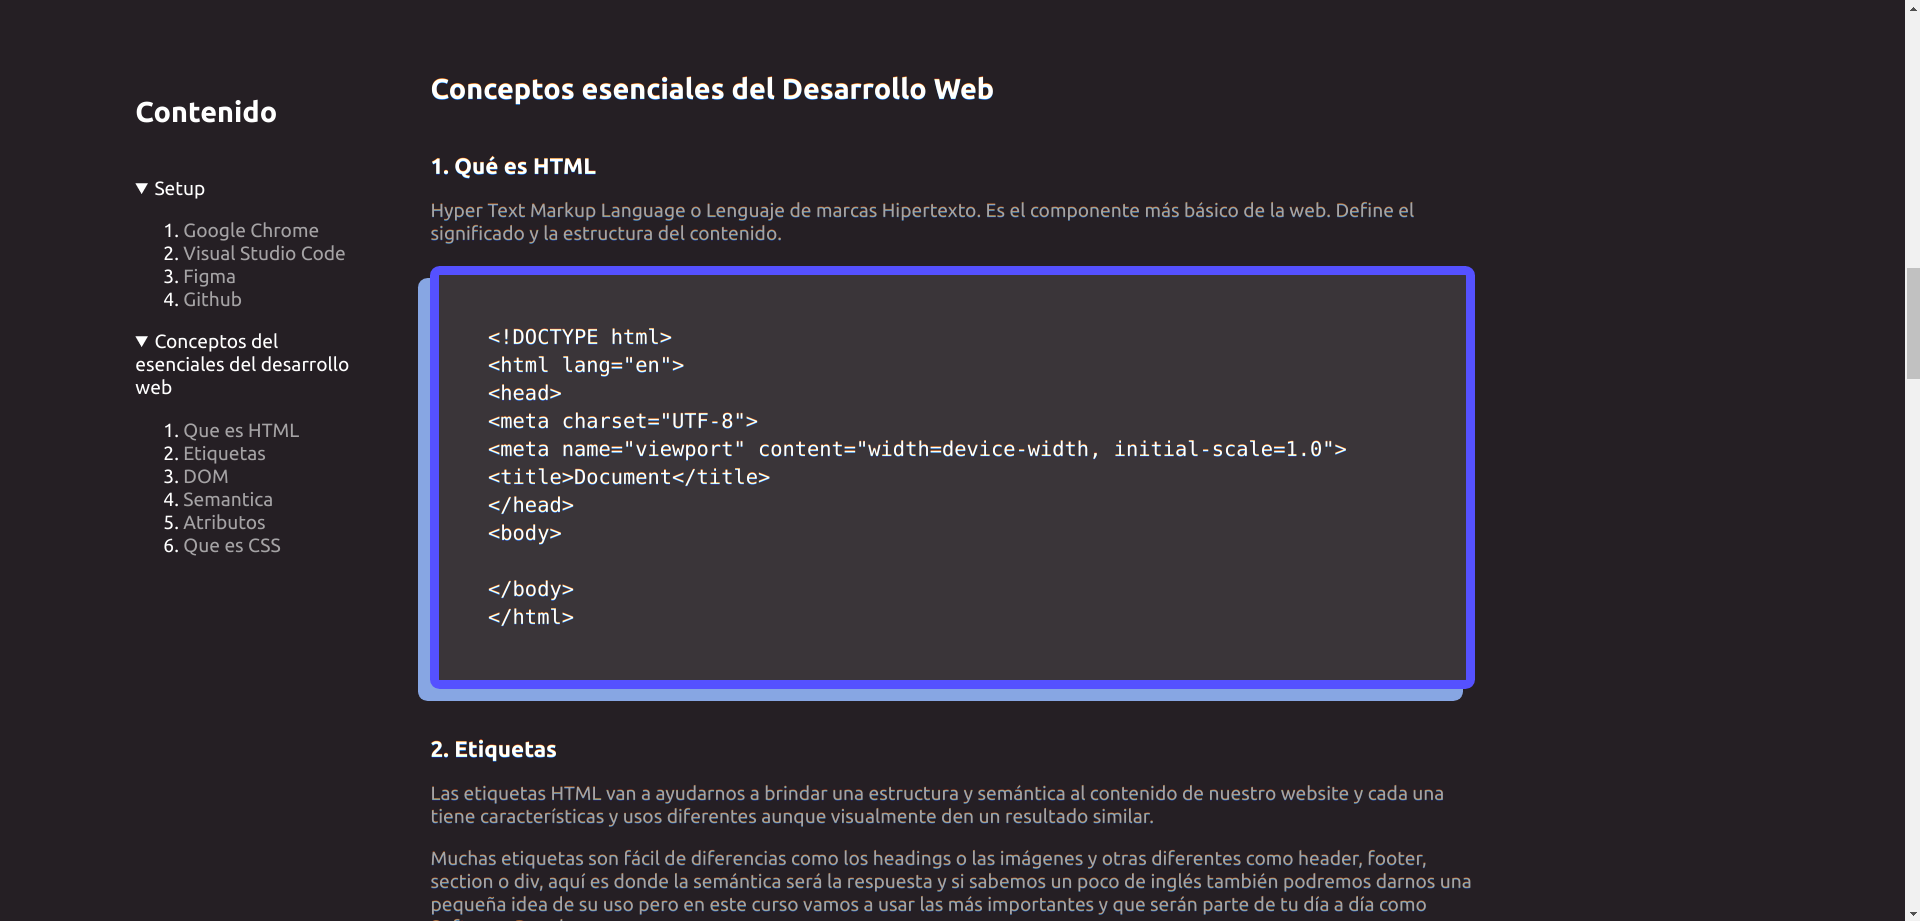 Contenido
▼ Setup
1. Google Chrome
2. Visual Studio Code
3. Figma
4. Github
▼ Conceptos del
esenciales del desarrollo
web
1. Que es HTML
2. Etiquetas
3. DOM
4. Semantica
5. Atributos
6. Que es CSS
Conceptos esenciales del Desarrollo Web
1. Qué es HTML
Hyper Text Markup Language o Lenguaje de marcas Hipertexto. Es el componente más básico de la web. Define el
significado y la estructura del contenido.
<!DOCTYPE html>
<html lang="en">
<head>
<meta charset="UTF-8">
<meta name="viewport" content="width=device-width, initial-scale=1.0">
<title>Document</title>
</head>
<body>
</body>
</html>
2. Etiquetas
Las etiquetas HTML van a ayudarnos a brindar una estructura y semántica al contenido de nuestro website y cada una
tiene características y usos diferentes aunque visualmente den un resultado similar.
Muchas etiquetas son fácil de diferencias como los headings o las imágenes y otras diferentes como header, footer,
section o div, aquí es donde la semántica será la respuesta y si sabemos un poco de inglés también podremos darnos una
pequeña idea de su uso pero en este curso vamos a usar las más importantes y que serán parte de tu día a día como